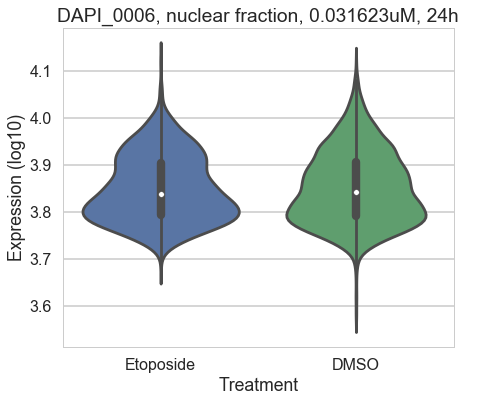 DAPI_0006, nuclear fraction, 0.031623uM, 24h
4.1
4.0
3.9
3.8
3.7
3.6
Expression (log10)
Etoposide DMSO
Treatment